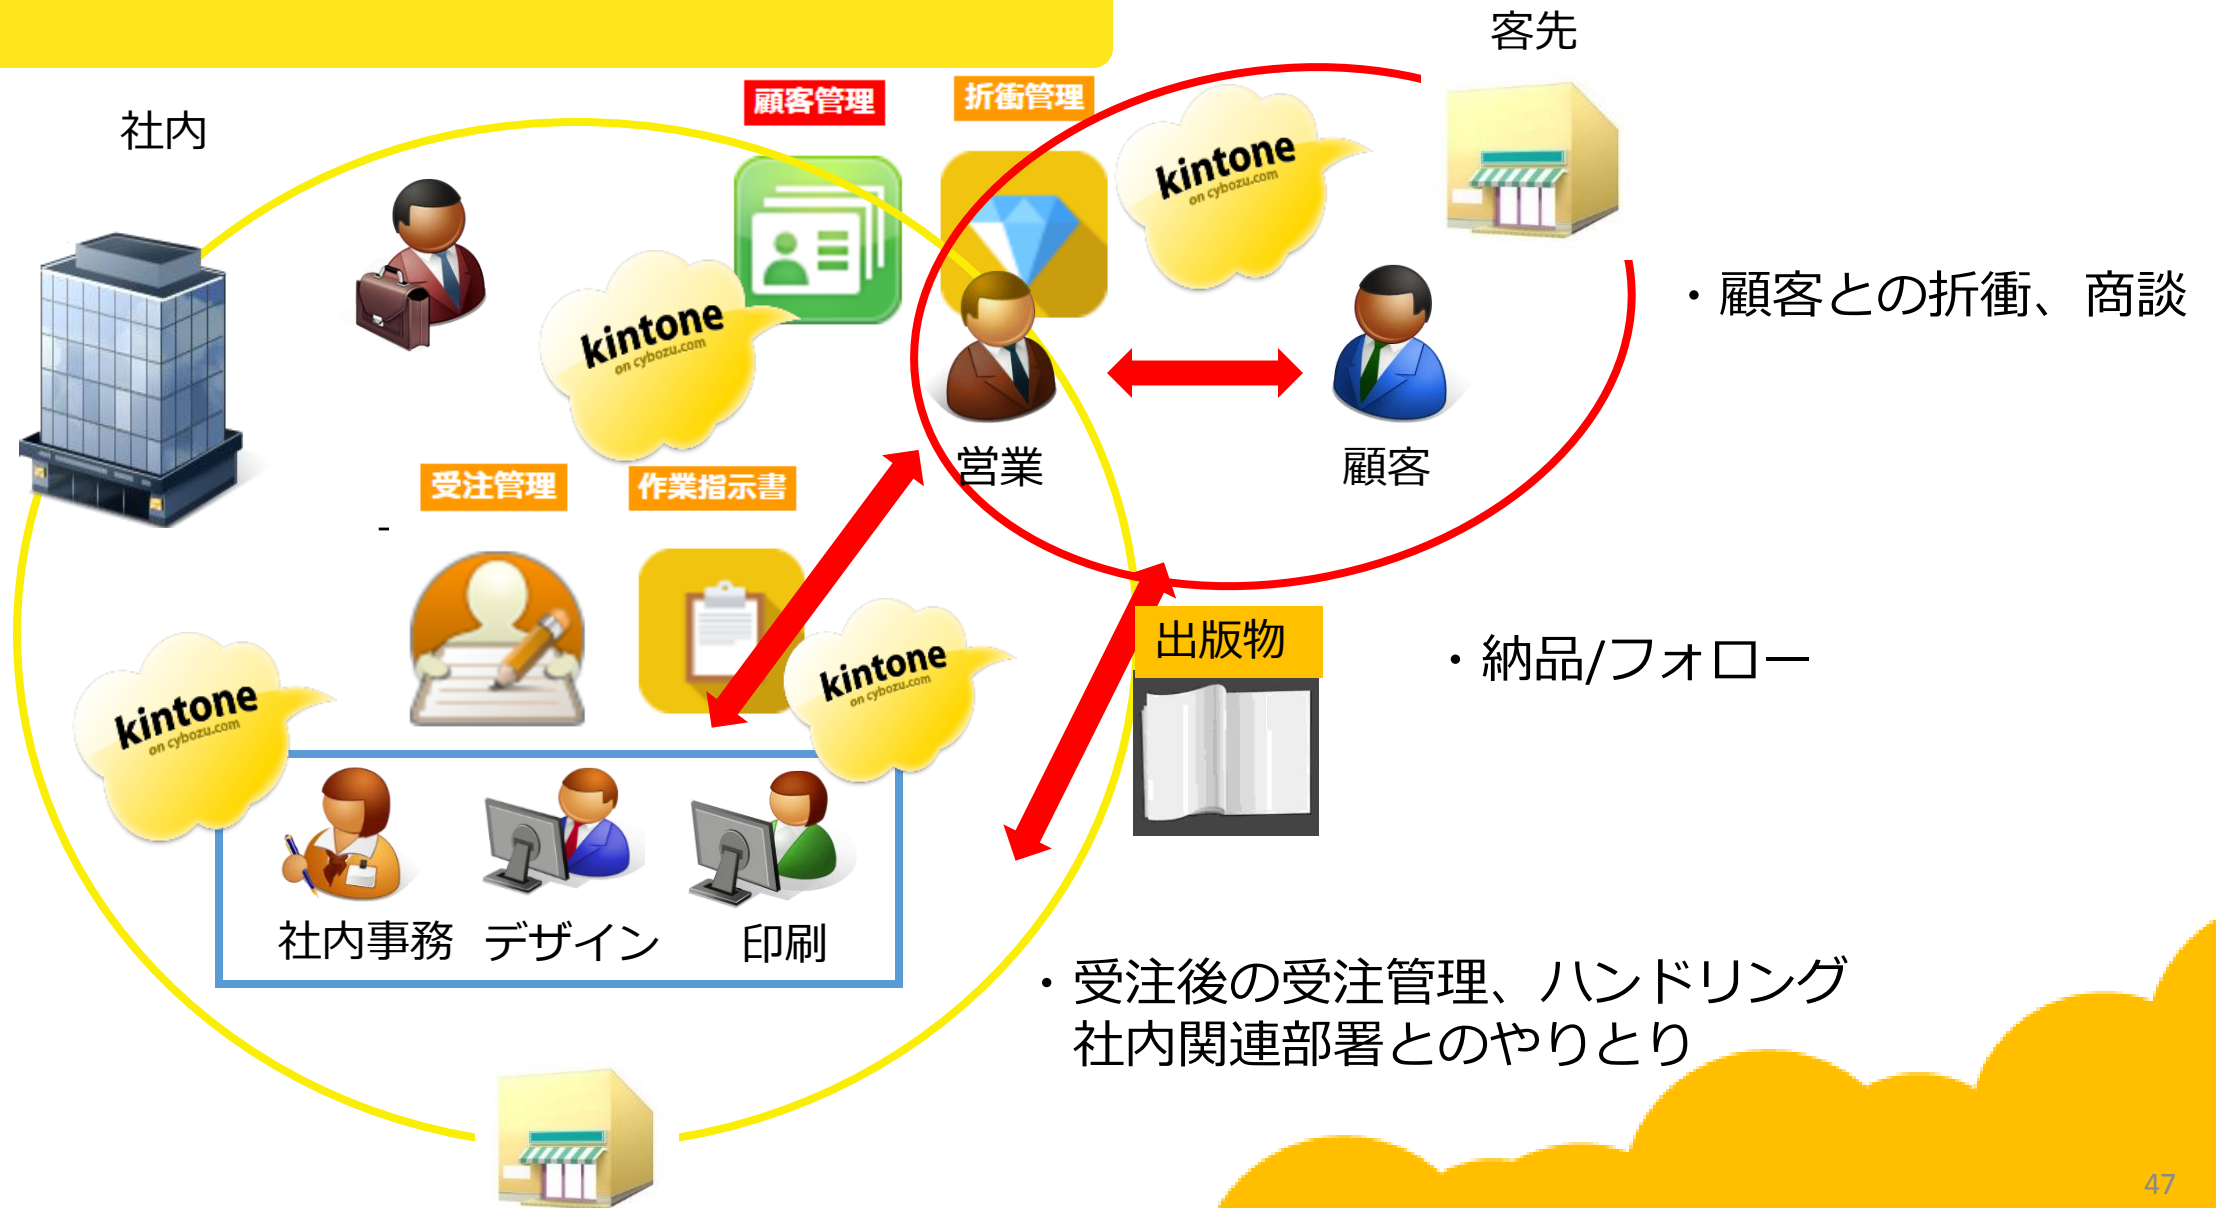 客先
社内
顧客管理
折衝管理
kintone
on cybozu.com
kintone
on cybozu.com
・顧客との折衝、商談
営業
顧客
受注管理
作業指示書
-
出版物
・納品/フォロー
kintone
on cybozu.com
kintone
on cybozu.com
社内事務
デザイン
印刷
・受注後の受注管理、ハンドリング
社内関連部署とのやりとり
47